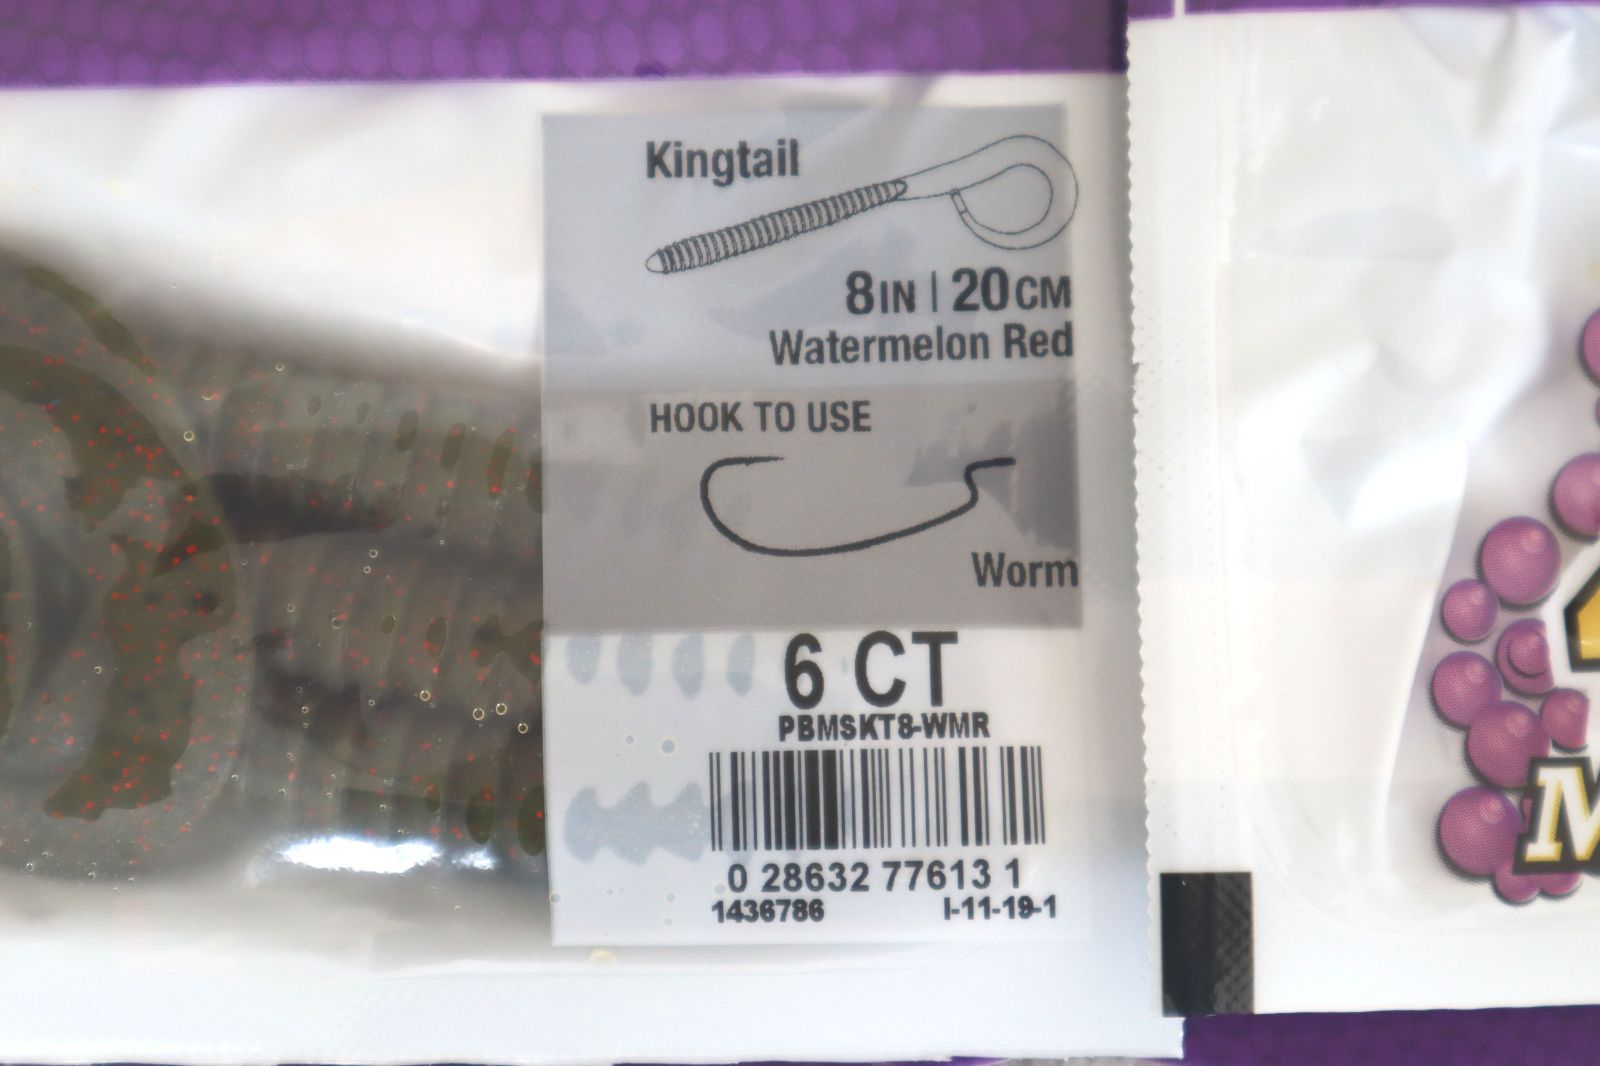 Kingtail
8IN | 20CM
Watermelon Red
HOOK TO USE
Worm
6 CT
PBMSKT8-WMR
0 28632 77613 1
1436786 I-11-19-1